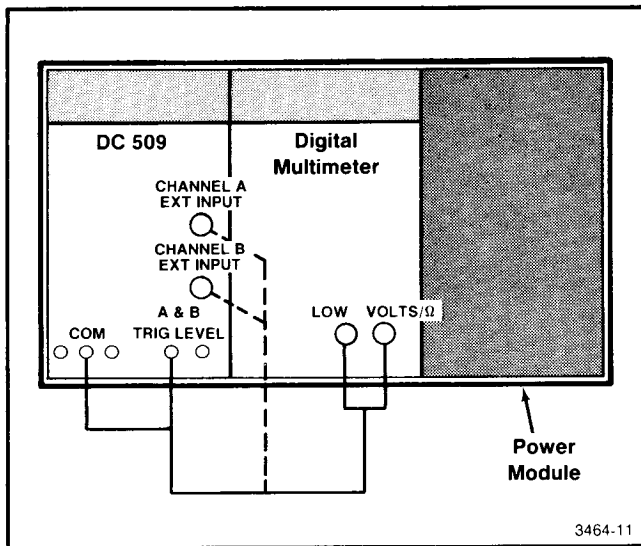 DC 509
Digital
Multimeter
CHANNEL A
EXT INPUT
CHANNEL B
EXT INPUT
A & B
COM TRIG LEVEL
LOW VOLTS/Ω
Power
Module
3464-11